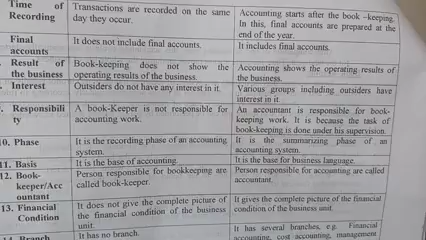 Time of Recording
Transactions are recorded on the same day they occur.
Accounting starts after the book –keeping. In this, final accounts are prepared at the end of the year.
Final accounts
It does not include final accounts.
It includes final accounts.
Result of the business
Book-keeping does not show the operating results of the business.
Accounting shows the operating results of the business.
Interest
Outsiders do not have any interest in it.
Various groups including outsiders have interest in it.
Responsibility
A book-Keeper is not responsible for accounting work.
An accountant is responsible for book-keeping work. It is because the task of book-keeping is done under his supervision.
10. Phase
It is the recording phase of an accounting system.
It is the summarizing phase of an accounting system.
11. Basis
It is the base of accounting.
It is the base for business language.
12. Book-keeper/Accountant
Person responsible for bookkeeping are called book-keeper.
Person responsible for accounting are called accountant.
13. Financial Condition
It does not give the complete picture of the financial condition of the business unit.
It gives the complete picture of the financial condition of the business unit.
Branch
It has no branch.
It has several branches, e.g. Financial accounting, cost accounting, management